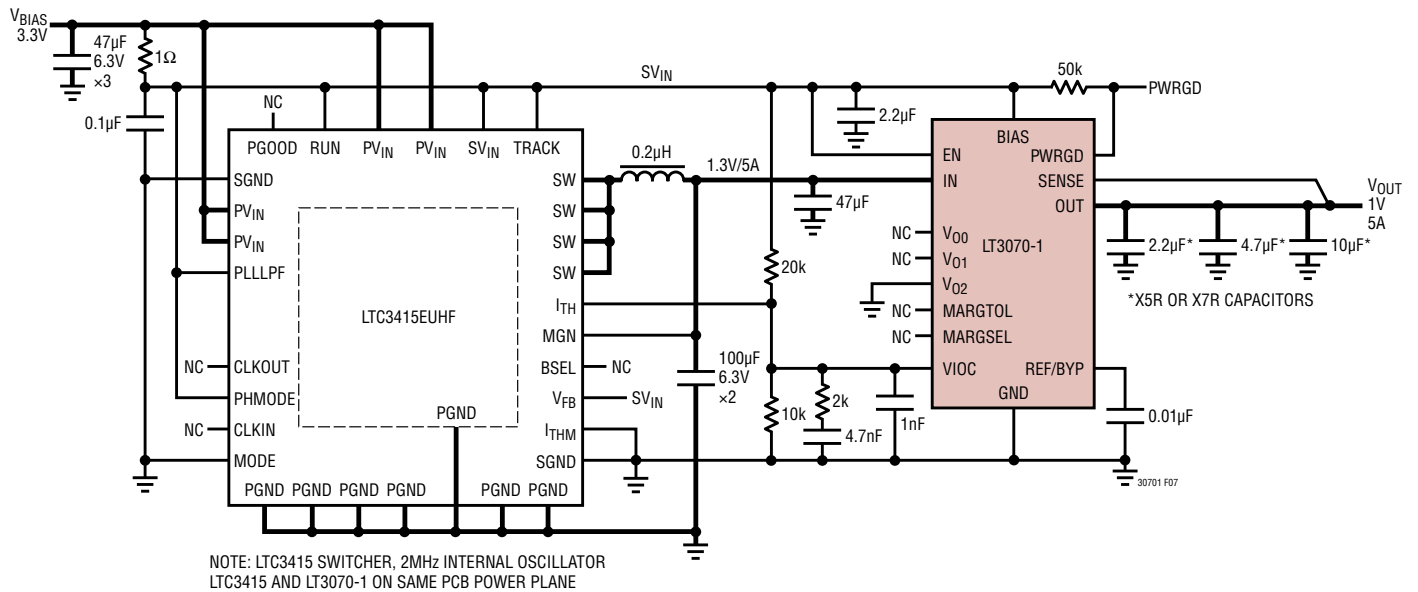 VBIAS
3.3V
47µF
6.3V
×3
1Ω
0.1µF
SVIN
50k
PWRGD
2.2µF
NC
PGOOD
RUN
PVIN
PVIN
SVIN
TRACK
SGND
PVIN
PVIN
PLLLPF
NC
CLKOUT
PHMODE
NC
CLKIN
MODE
LTC3415EUHF
PGND
PGND
PGND
PGND
PGND
PGND
PGND
SW
SW
SW
SW
ITH
MGN
BSEL
NC
VFB
SVIN
ITHM
SGND
0.2µH
1.3V/5A
47µF
20k
100µF
6.3V
×2
10k
2k
4.7nF
1nF
BIAS
EN
IN
PWRGD
SENSE
OUT
LT3070-1
NC
VO0
NC
VO1
VO2
NC
MARGTOL
NC
MARGSEL
VIOC
REF/BYP
GND
0.01µF
VOUT
1V
5A
2.2µF*
4.7µF*
10µF*
*X5R OR X7R CAPACITORS
30701 F07
NOTE: LTC3415 SWITCHER, 2MHz INTERNAL OSCILLATOR
LTC3415 AND LT3070-1 ON SAME PCB POWER PLANE